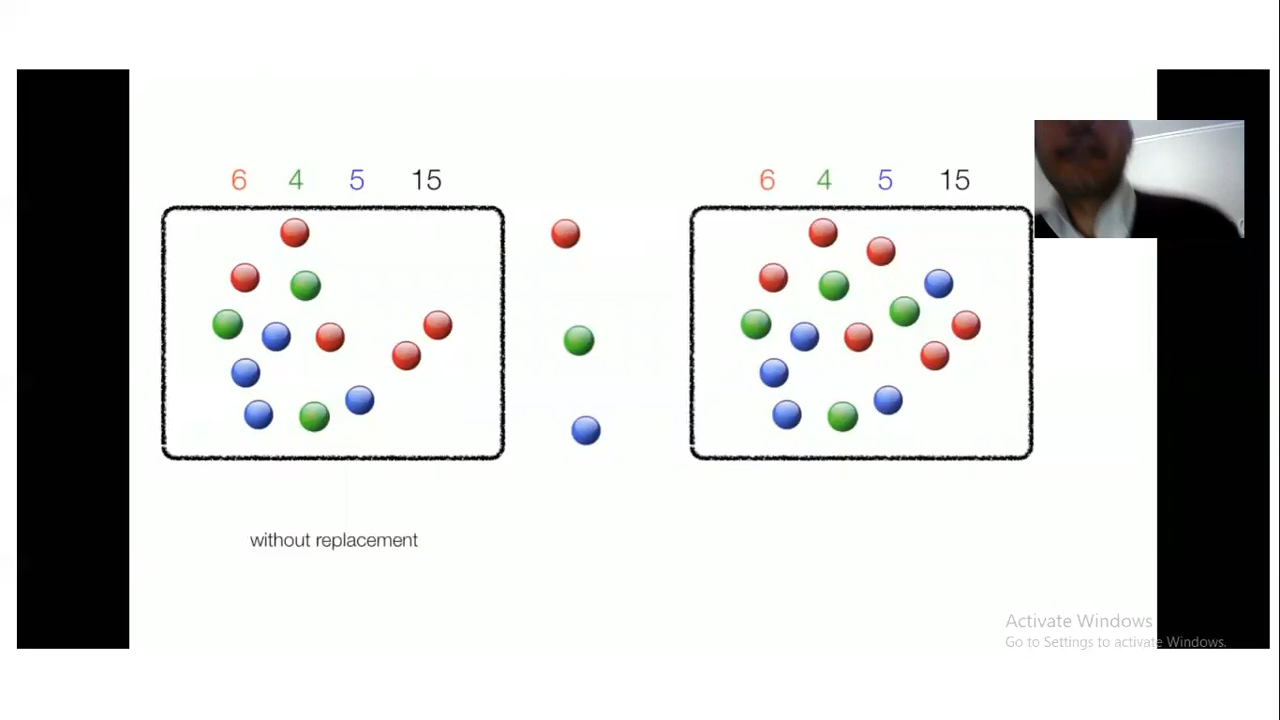 6 4 5 15
6 4 5 15
without replacement
Activate Windows
Go to Settings to activate Windows.